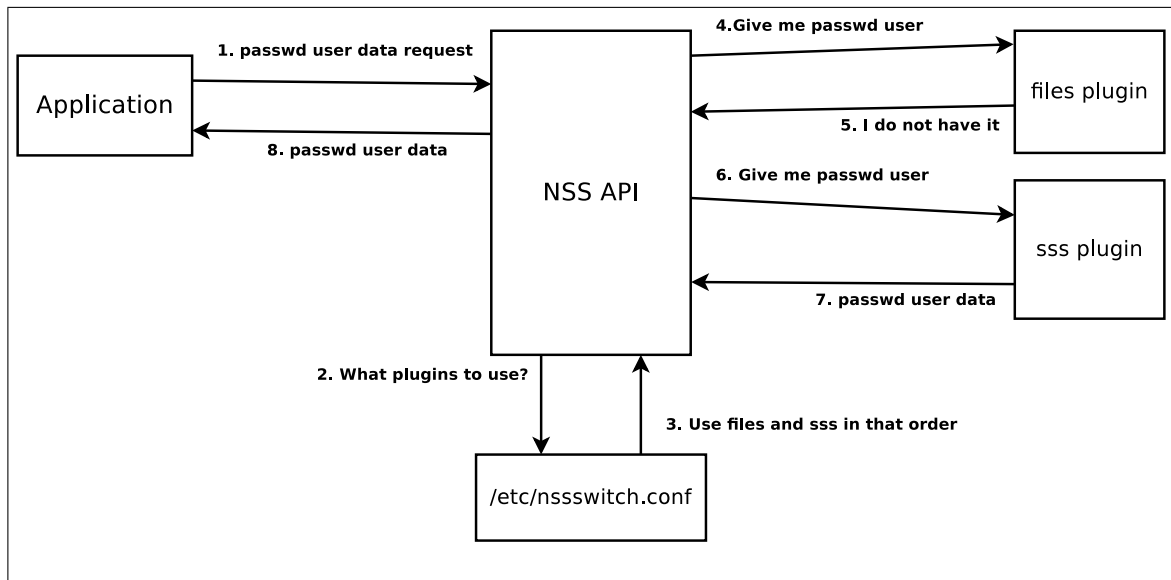 4.Give me passwd user
1. passwd user data request
Application
files plugin
5. I do not have it
8. passwd user data
6. Give me passwd user
NSS API
sss plugin
7. passwd user data
2. What plugins to use?
3. Use files and sss in that order
/etc/nssswitch.conf